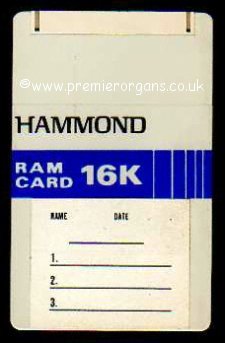 www.premierorgans.co.uk
HAMMOND
RAM
CARD 16K
NAME DATE
1.
2.
3.